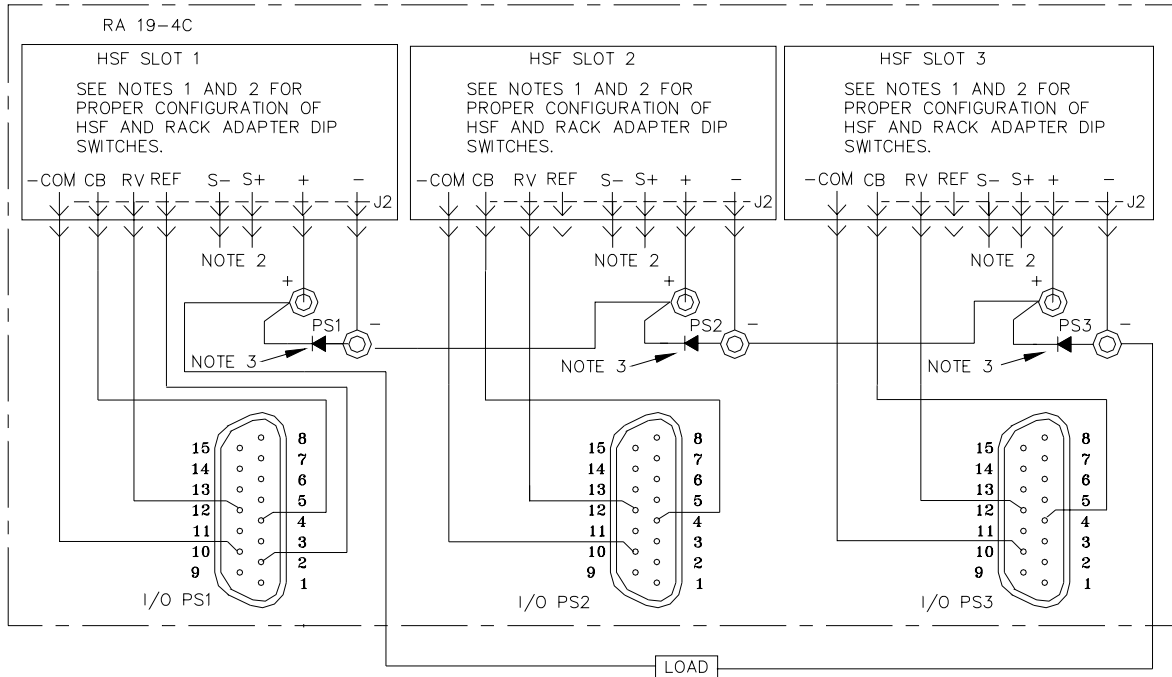 RA 19-4C
HSF SLOT 1
SEE NOTES 1 AND 2 FOR
PROPER CONFIGURATION OF
HSF AND RACK ADAPTER DIP
SWITCHES.
-COM CB RV REF S- S+ + -
J2
NOTE 2
+
PS1
-
NOTE 3
15
14
13
12
11
10
9
8
7
6
5
4
3
2
1
I/O PS1
HSF SLOT 2
SEE NOTES 1 AND 2 FOR
PROPER CONFIGURATION OF
HSF AND RACK ADAPTER DIP
SWITCHES.
-COM CB RV REF S- S+ + -
J2
NOTE 2
+
PS2
-
NOTE 3
15
14
13
12
11
10
9
8
7
6
5
4
3
2
1
I/O PS2
HSF SLOT 3
SEE NOTES 1 AND 2 FOR
PROPER CONFIGURATION OF
HSF AND RACK ADAPTER DIP
SWITCHES.
-COM CB RV REF S- S+ + -
J2
NOTE 2
+
PS3
-
NOTE 3
15
14
13
12
11
10
9
8
7
6
5
4
3
2
1
I/O PS3
LOAD